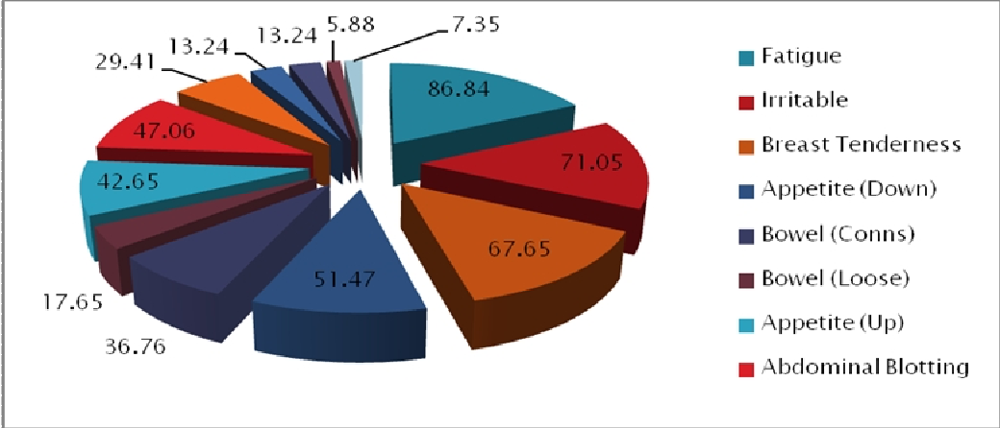 5.88
7.35
13.24
13.24
29.41
86.84
47.06
71.05
42.65
67.65
51.47
17.65
36.76
Fatigue
Irritable
Breast Tenderness
Appetite (Down)
Bowel (Conns)
Bowel (Loose)
Appetite (Up)
Abdominal Blotting